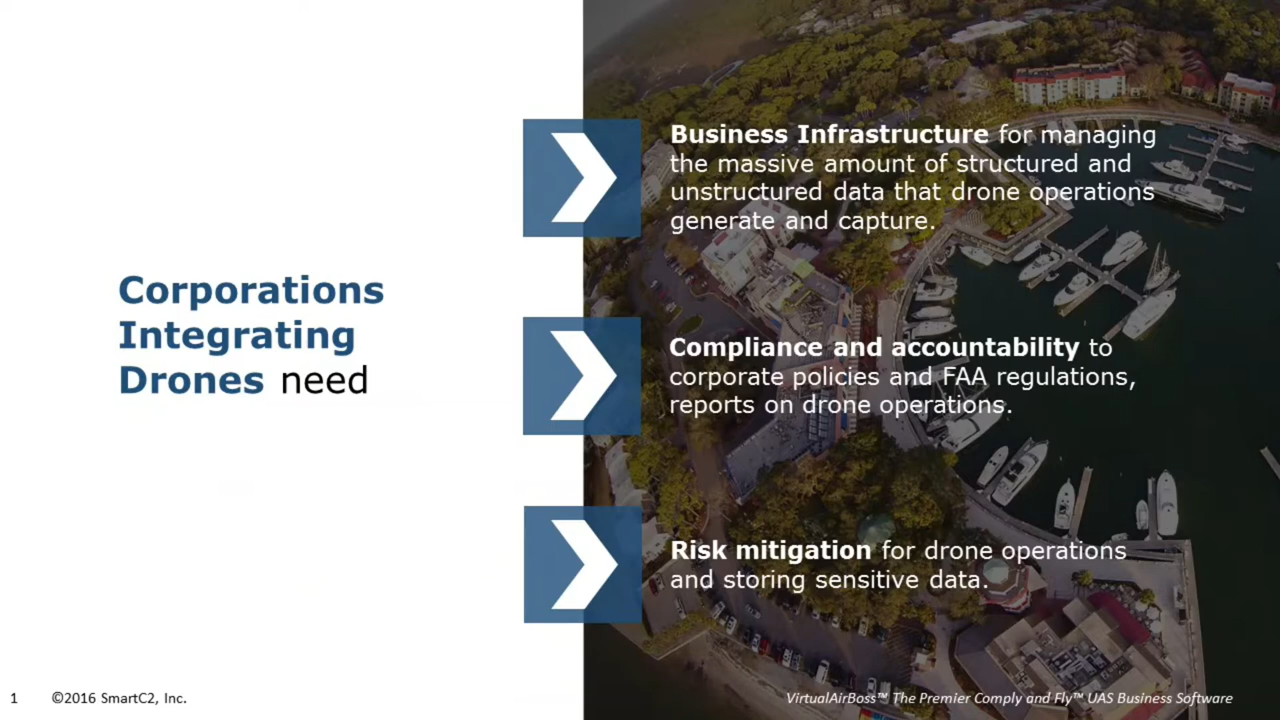 Corporations
Integrating
Drones need
Business Infrastructure for managing
the massive amount of structured and
unstructured data that drone operations
generate and capture.
Compliance and accountability to
corporate policies and FAA regulations,
reports on drone operations.
Risk mitigation for drone operations
and storing sensitive data.
1 ©2016 SmartC2, Inc.
VirtualAirBoss™ The Premier Comply and Fly™ UAS Business Software